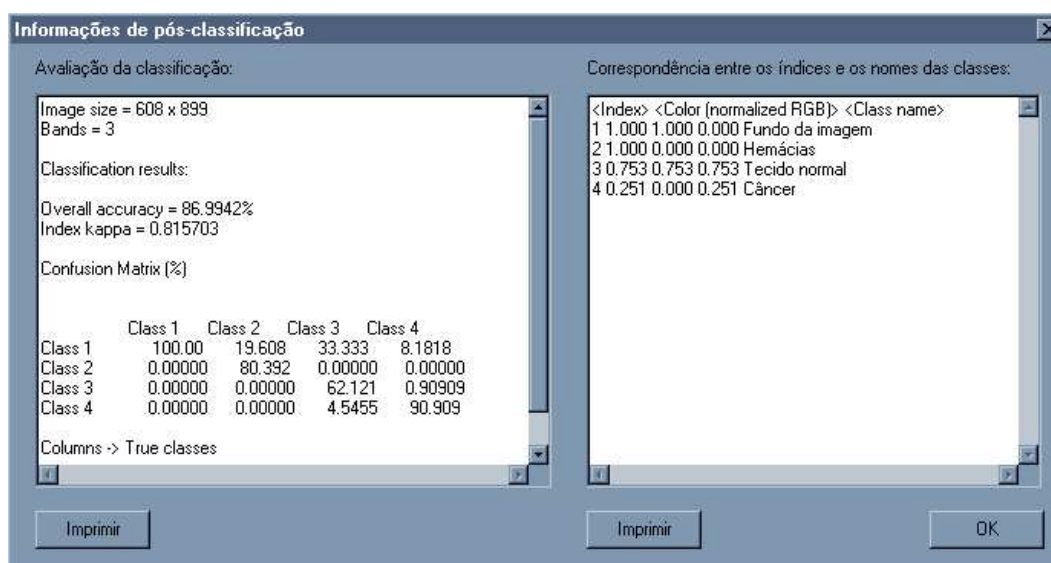 Informações de pós-classificação
Avaliação da classificação:
Image size = 608 x 899
Bands = 3
Classification results:
Overall accuracy = 86.9942%
Index kappa = 0.815703
Confusion Matrix (%)
Class 1 Class 2 Class 3 Class 4
Class 1 100.00 19.608 33.333 8.1818
Class 2 0.00000 80.392 0.00000 0.00000
Class 3 0.00000 0.00000 62.121 0.90909
Class 4 0.00000 0.00000 4.5455 90.909
Columns -> True classes
Imprimir
Correspondência entre os índices e os nomes das classes:
<Index> <Color (normalized RGB)> <Class name>
1 1.000 1.000 0.000 Fundo da imagem
2 1.000 0.000 0.000 Hemácias
3 0.753 0.753 0.753 Tecido normal
4 0.251 0.000 0.251 Câncer
Imprimir
OK